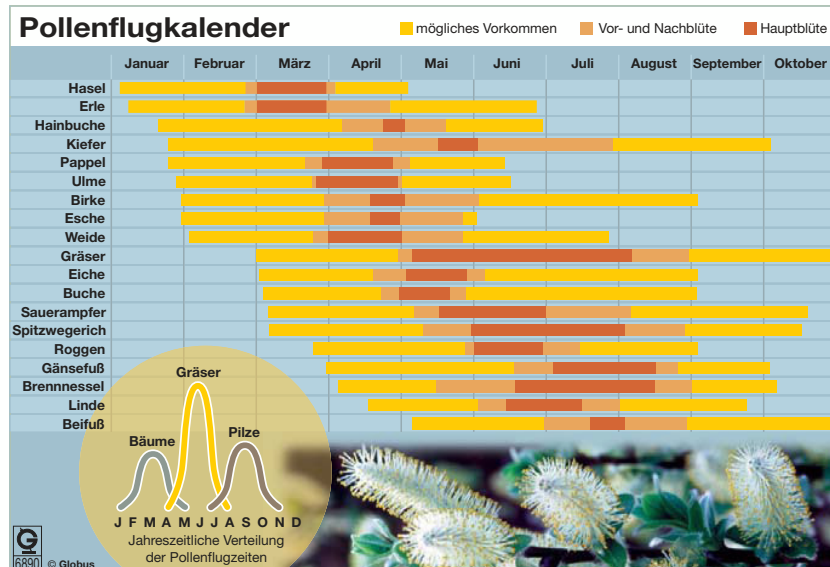 Pollenflugkalender
mögliches Vorkommen Vor- und Nachblüte Hauptblüte
Januar Februar März April Mai Juni Juli August September Oktober
Hasel
Erle
Hainbuche
Kiefer
Pappel
Ulme
Birke
Esche
Weide
Gräser
Eiche
Buche
Sauerampfer
Spitzwegerich
Roggen
Gänsefuß
Brennnessel
Linde
Beifuß
Gräser
Bäume Pilze
J F M A M J J A S O N D
Jahreszeitliche Verteilung
der Pollenflugzeiten
G
6890 © Globus